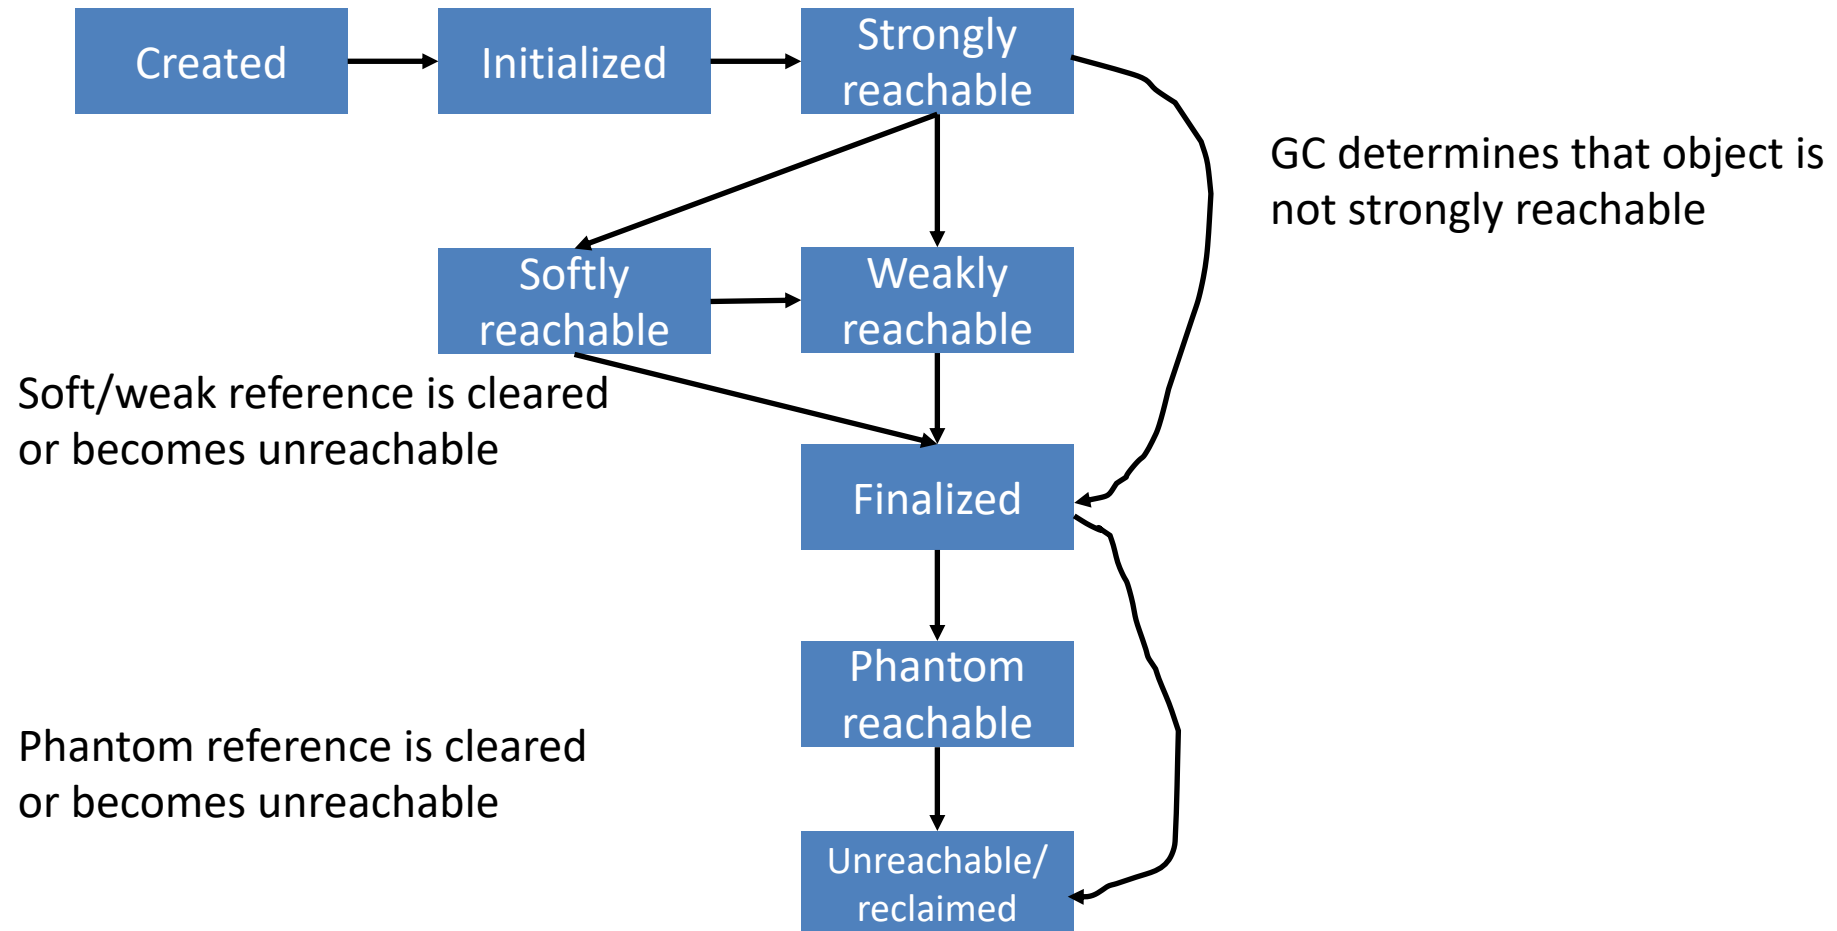 Created
Initialized
Strongly
reachable
GC determines that object is
not strongly reachable
Softly
reachable
Weakly
reachable
Soft/weak reference is cleared
or becomes unreachable
Finalized
Phantom
reachable
Phantom reference is cleared
or becomes unreachable
Unreachable/
reclaimed